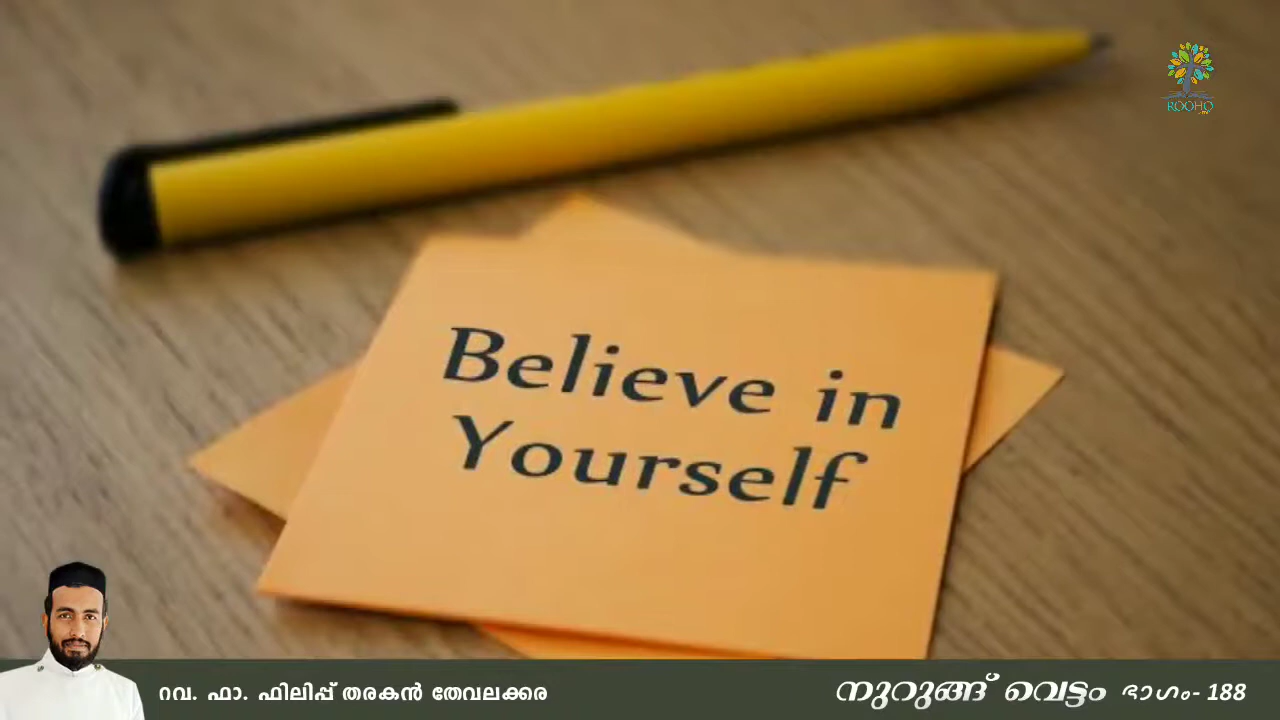 ROOHO
Believe in
Yourself
റവ. ഫാ. ഫിലിപ്പ് തരകൻ തേവലക്കര
നുറുങ്ങ് വെട്ടം ഭാഗം- 188